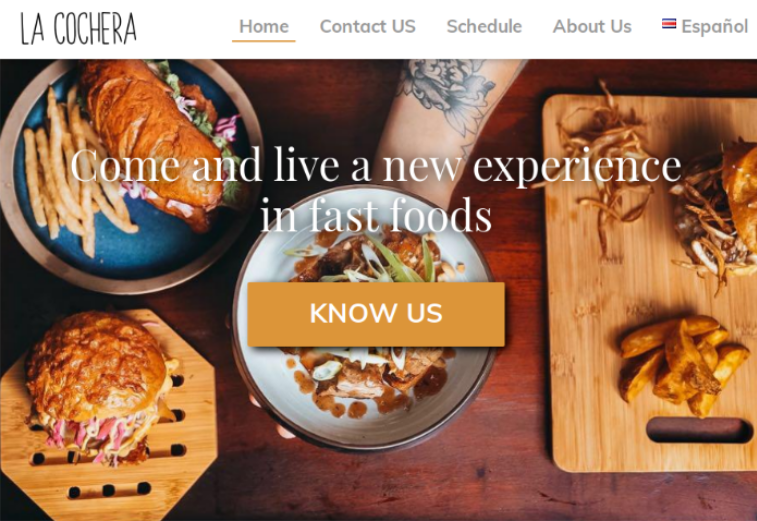 LA COCHERA
Home Contact US Schedule About Us Español
Come and live a new experience
in fast foods
KNOW US